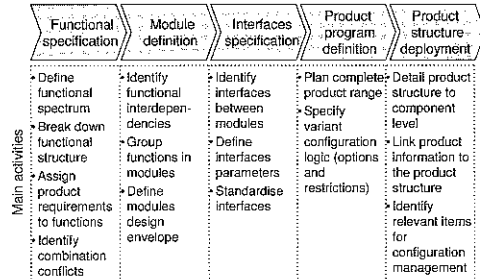 Functional
specification
Module
definition
Interfaces
specification
Product
program
definition
Product
structure
deployment
Main activities
• Define
functional
spectrum
• Break down
functional
structure
• Assign
product
requirements
to functions
• Identify
combination
conflicts
• Identify
functional
interdepen-
dencies
• Group
functions in
modules
• Define
modules
design
envelope
• Identify
interfaces
between
modules
• Define
interfaces
parameters
• Standardise
interfaces
• Plan complete
product range
• Specify
variant
configuration
logic (options
and
restrictions)
• Detail product
structure to
component
level
• Link product
information to
the product
structure
• Identify
relevant items
for
configuration
management